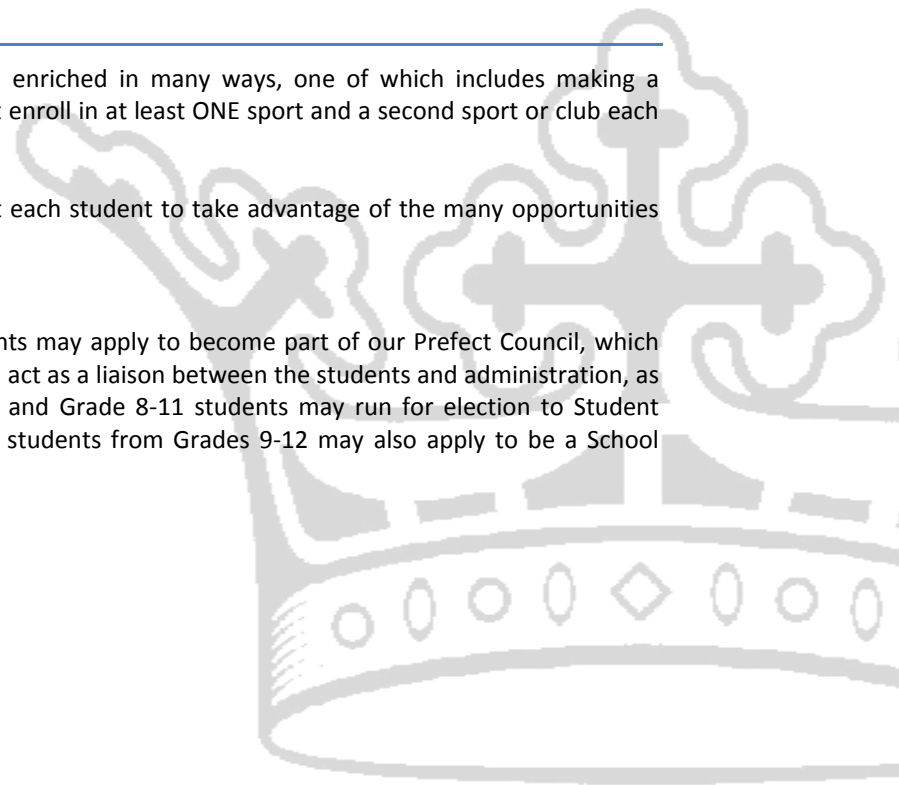 enriched in many ways, one of which includes making a
enroll in at least ONE sport and a second sport or club each
each student to take advantage of the many opportunities
may apply to become part of our Prefect Council, which
act as a liaison between the students and administration, as
and Grade 8-11 students may run for election to Student
students from Grades 9-12 may also apply to be a School